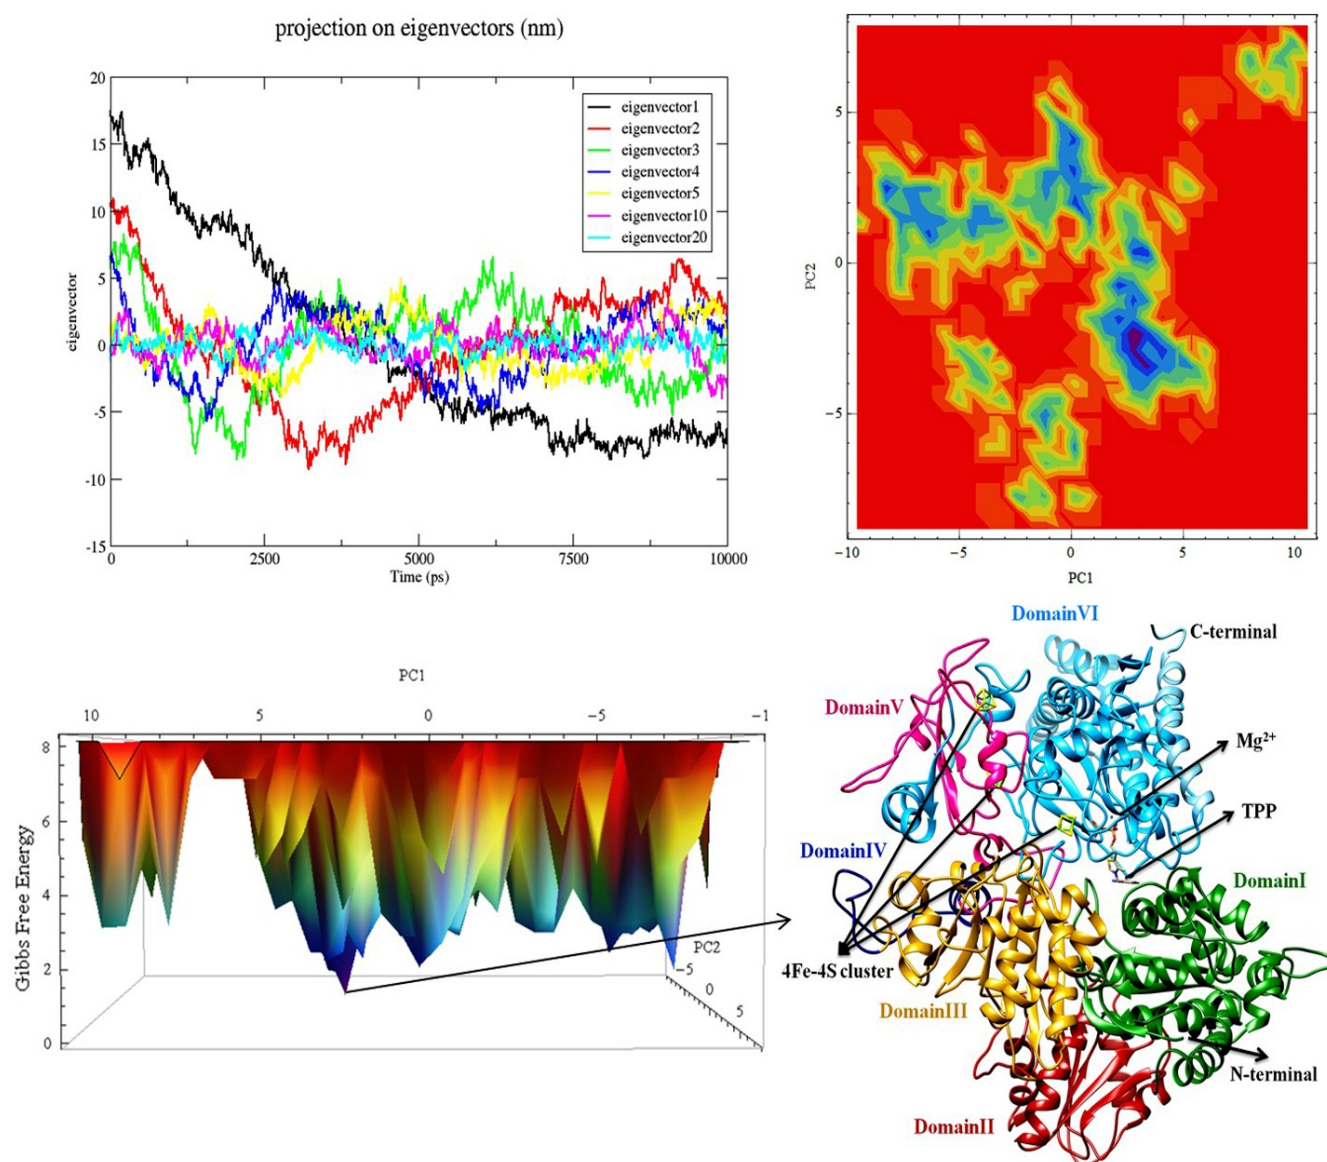 projection on eigenvectors (nm)
20
15
10
5
0
-5
-10
-15
eigenvector
eigenvector1
eigenvector2
eigenvector3
eigenvector4
eigenvector5
eigenvector10
eigenvector20
0 2500 5000 7500 10000
Time (ps)
5
0
−5
PC2
−10 −5 0 5 10
PC1
PC1
10 5 0 −5 −1
8
6
4
2
0
Gibbs Free Energy
PC2
−5
0
5
DomainVI
C-terminal
DomainV
Mg²⁺
TPP
DomainIV
DomainI
4Fe-4S cluster
DomainIII
N-terminal
DomainII